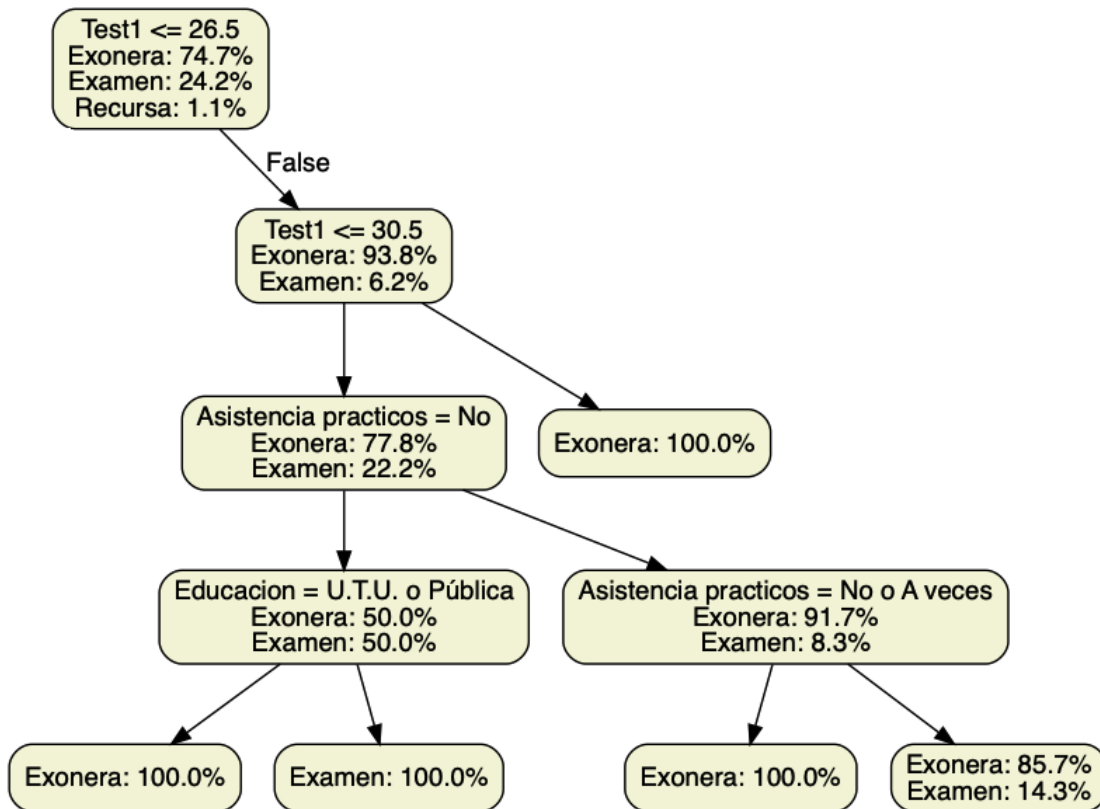 Test1 <= 26.5
Exonera: 74.7%
Examen: 24.2%
Recursa: 1.1%
False
Test1 <= 30.5
Exonera: 93.8%
Examen: 6.2%
Asistencia practicos = No
Exonera: 77.8%
Examen: 22.2%
Exonera: 100.0%
Educacion = U.T.U. o Pública
Exonera: 50.0%
Examen: 50.0%
Asistencia practicos = No o A veces
Exonera: 91.7%
Examen: 8.3%
Exonera: 100.0%
Examen: 100.0%
Exonera: 100.0%
Exonera: 85.7%
Examen: 14.3%